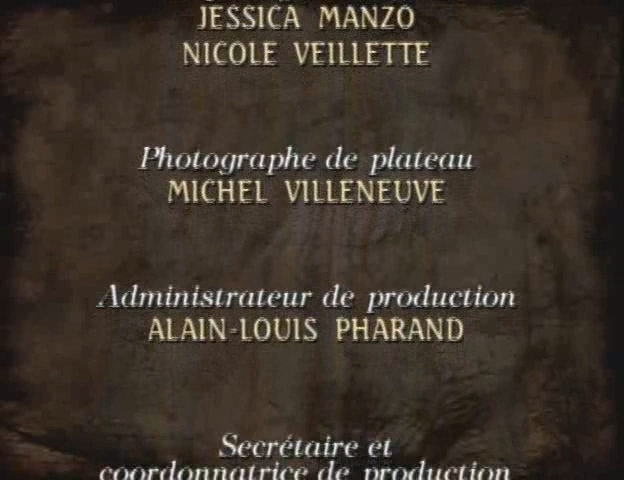 JESSICA MANZO
NICOLE VEILLETTE
Photographe de plateau
MICHEL VILLENEUVE
Administrateur de production
ALAIN-LOUIS PHARAND
Secrétaire et
coordonnatrice de production